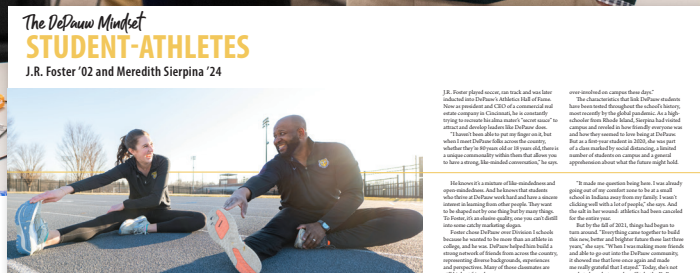 The DePauw Mindset
STUDENT-ATHLETES
J.R. Foster '02 and Meredith Sierpina '24
J.R. Foster played soccer, ran track and was later
inducted into DePauw's Athletics Hall of Fame.
Now as president and CEO of a commercial real
estate company in Cincinnati, he is constantly
trying to recreate his alma mater's "secret sauce" to
attract and develop leaders like DePauw does.
"I haven't been able to put my finger on it, but
when I meet DePauw folks across the country,
whether they're 80 years old or 18 years old, there is
a unique commonality within them that allows you
to have a strong, like-minded conversation," he says.
He knows it's a mixture of like-mindedness and
open-mindedness. And he knows that students
who thrive at DePauw work hard and have a sincere
interest in learning from other people. They want
to be shaped not by one thing but by many things.
To Foster, it's an elusive quality, one you can't distill
into some catchy marketing slogan.
Foster chose DePauw over Division I schools
because he wanted to be more than an athlete in
college, and he was. DePauw helped him build a
strong network of friends from across the country,
representing diverse backgrounds, experiences
and perspectives. Many of those classmates are
over-involved on campus these days."
The characteristics that link DePauw students
have been tested throughout the school's history,
most recently by the global pandemic. As a high-
schooler from Rhode Island, Sierpina had visited
campus and reveled in how friendly everyone was
and how they seemed to love being at DePauw.
But as a first-year student in 2020, she was part
of a class marked by social distancing, a limited
number of students on campus and a general
apprehension about what the future might hold.
"It made me question being here. I was already
going out of my comfort zone to be at a small
school in Indiana away from my family. I wasn't
clicking well with a lot of people," she says. And
the salt in her wound: athletics had been canceled
for the entire year.
But by the fall of 2021, things had begun to
turn around. "Everything came together to build
this new, better and brighter future these last three
years," she says. "When I was making more friends
and able to go out into the DePauw community,
it showed me that love once again and made
me really grateful that I stayed." Today, she's not